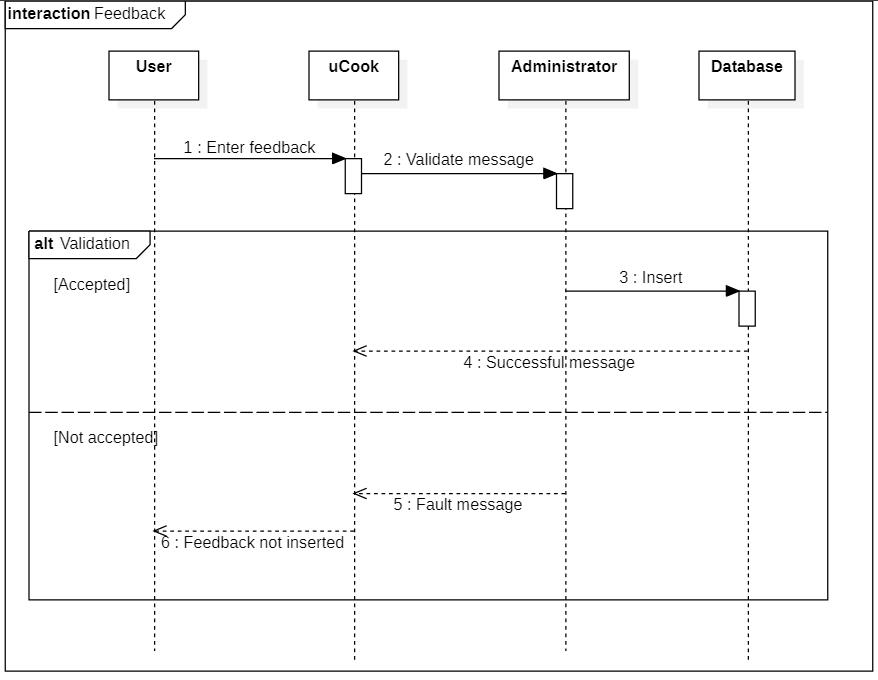 interaction Feedback
User
uCook
Administrator
Database
1 : Enter feedback
2 : Validate message
alt Validation
[Accepted]
3 : Insert
4 : Successful message
[Not accepted]
5 : Fault message
6 : Feedback not inserted